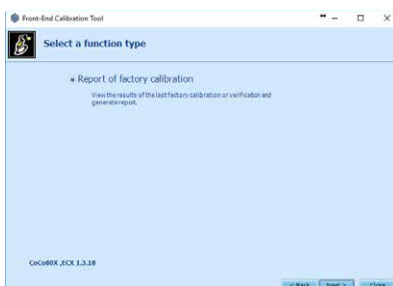 Front-End Calibration Tool
Select a function type
Report of factory calibration
View the results of the last factory calibration or verification and
generate report.
CoCo80X ,ECX 1.3.18
< Back Next > Close